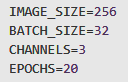 IMAGE_SIZE=256
BATCH_SIZE=32
CHANNELS=3
EPOCHS=20